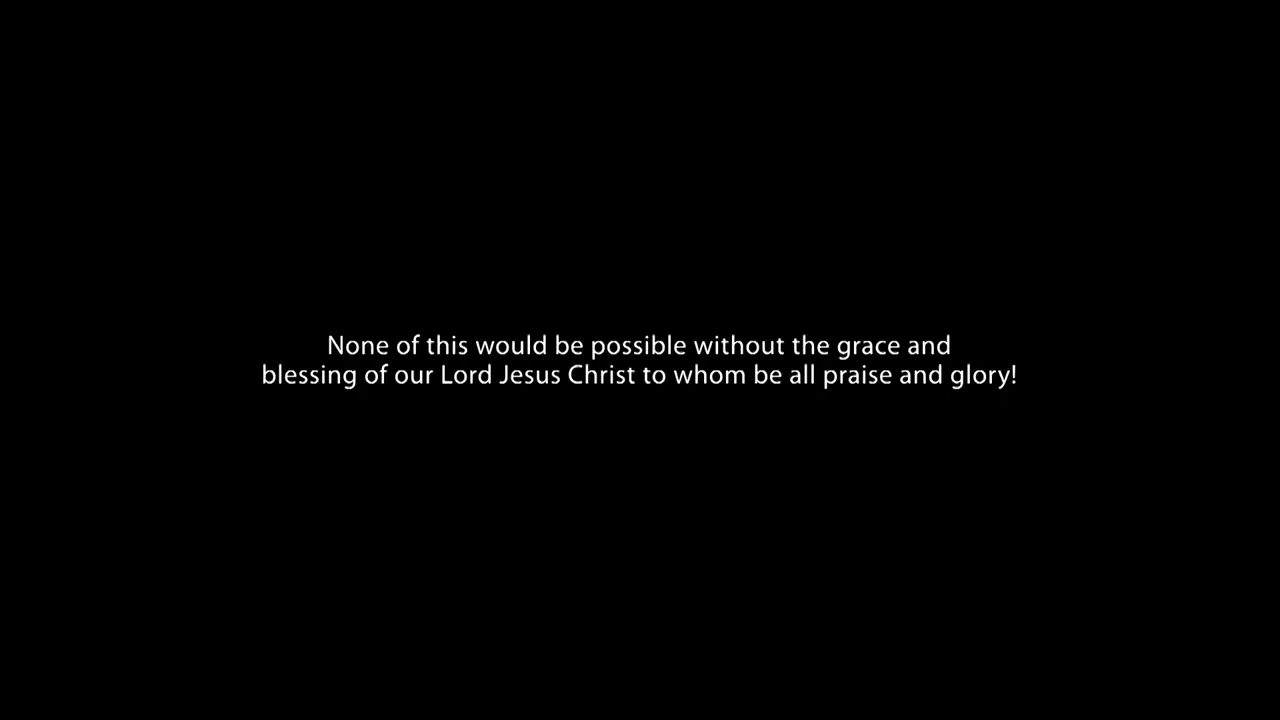 None of this would be possible without the grace and
blessing of our Lord Jesus Christ to whom be all praise and glory!